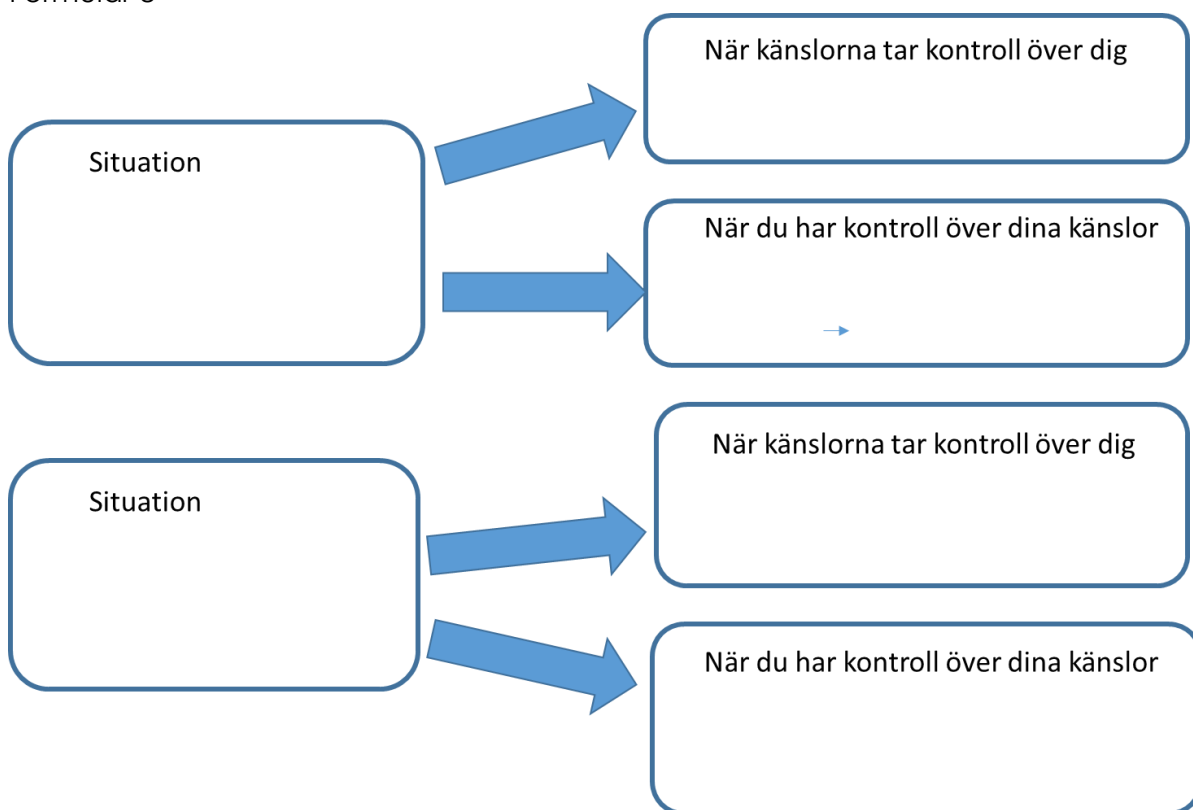 Situation
När känslorna tar kontroll över dig
När du har kontroll över dina känslor
Situation
När känslorna tar kontroll över dig
När du har kontroll över dina känslor